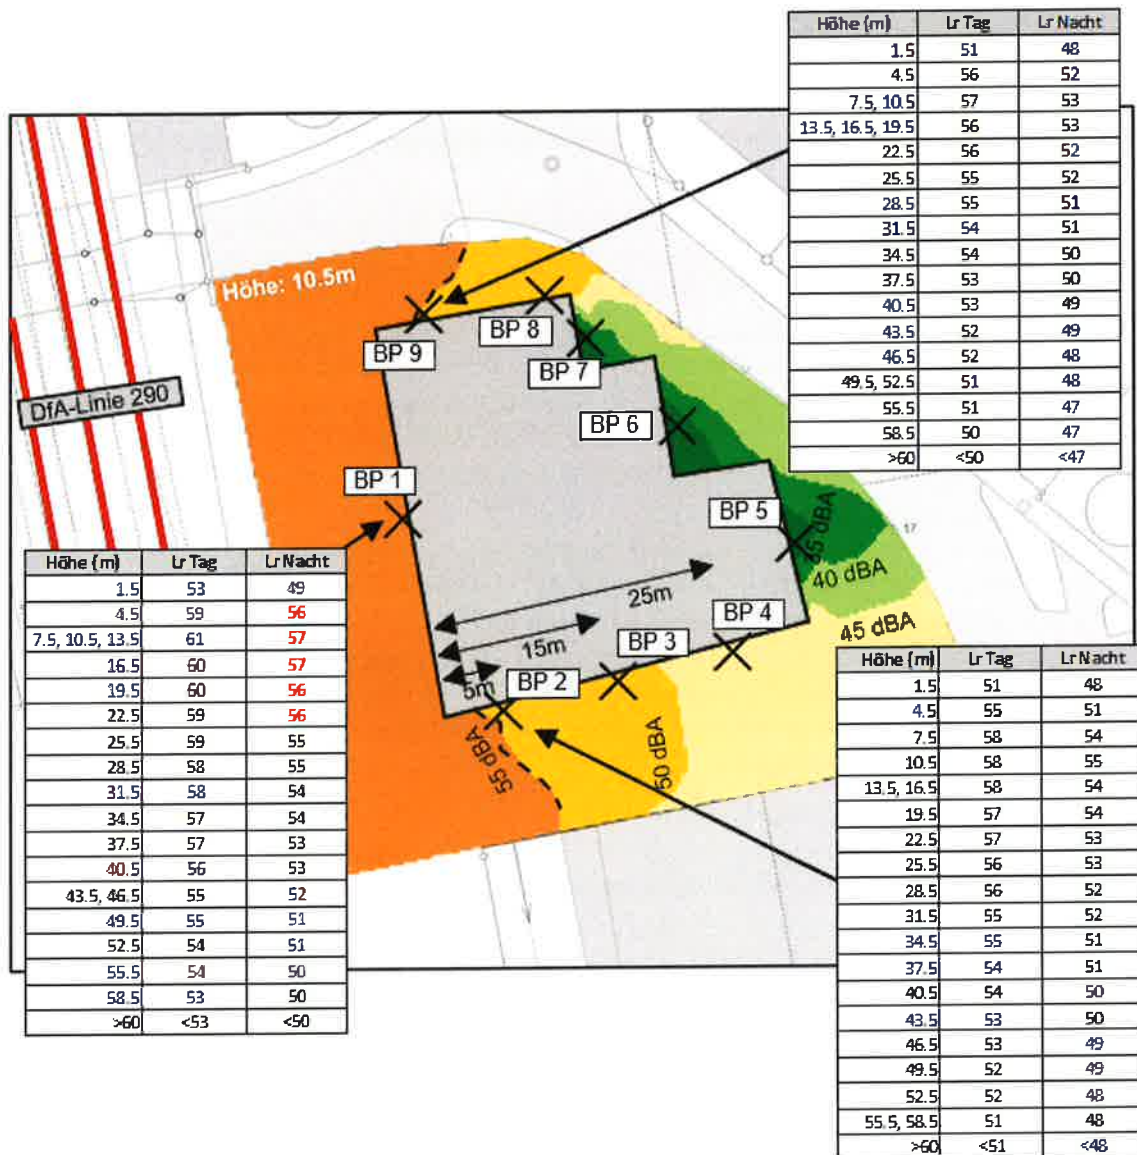 Höhe (m) Lr Tag Lr Nacht
1.5 51 48
4.5 56 52
7.5, 10.5 57 53
13.5, 16.5, 19.5 56 53
22.5 56 52
25.5 55 52
28.5 55 51
31.5 54 51
34.5 54 50
37.5 53 50
40.5 53 49
43.5 52 49
46.5 52 48
49.5, 52.5 51 48
55.5 51 47
58.5 50 47
>60 <50 <47
Höhe: 10.5m
BP 8
BP 9
BP 7
DfA-Linie 290
BP 6
BP 1
BP 5
35 dBA
17
40 dBA
25m
BP 4
45 dBA
15m
BP 3
5m
BP 2
55 dBA
50 dBA
Höhe (m) Lr Tag Lr Nacht
1.5 53 49
4.5 59 56
7.5, 10.5, 13.5 61 57
16.5 60 57
19.5 60 56
22.5 59 56
25.5 59 55
28.5 58 55
31.5 58 54
34.5 57 54
37.5 57 53
40.5 56 53
43.5, 46.5 55 52
49.5 55 51
52.5 54 51
55.5 54 50
58.5 53 50
>60 <53 <50
Höhe (m) Lr Tag Lr Nacht
1.5 51 48
4.5 55 51
7.5 58 54
10.5 58 55
13.5, 16.5 58 54
19.5 57 54
22.5 57 53
25.5 56 53
28.5 56 52
31.5 55 52
34.5 55 51
37.5 54 51
40.5 54 50
43.5 53 50
46.5 53 49
49.5 52 49
52.5 52 48
55.5, 58.5 51 48
>60 <51 <48